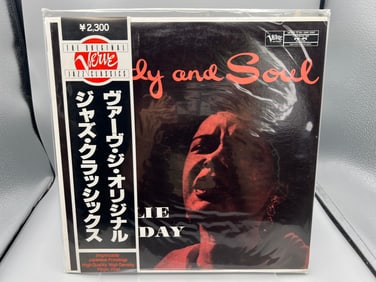 ¥2,300
THE ORIGINAL
Verve
JAZZ CLASSICS
ヴァーヴ・ジ・オリジナル
ジャズ・クラッシックス
dy and Soul
Verve
LIE
DAY